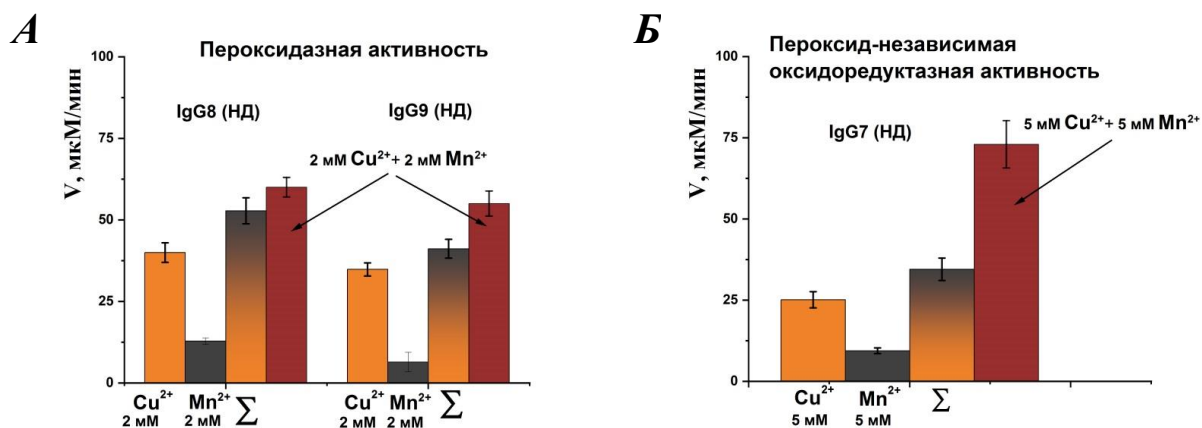 А
Пероксидазная активность
V, мкМ/мин
100
75
50
25
0
IgG8 (НД)
IgG9 (НД)
2 мМ Cu²⁺+ 2 мМ Mn²⁺
Cu²⁺ Mn²⁺ Σ
2 мМ 2 мМ
Cu²⁺ Mn²⁺ Σ
2 мМ 2 мМ
Б
Пероксид-независимая
оксидоредуктазная активность
V, мкМ/мин
100
75
50
25
0
IgG7 (НД)
5 мМ Cu²⁺+ 5 мМ Mn²⁺
Cu²⁺ Mn²⁺ Σ
5 мМ 5 мМ